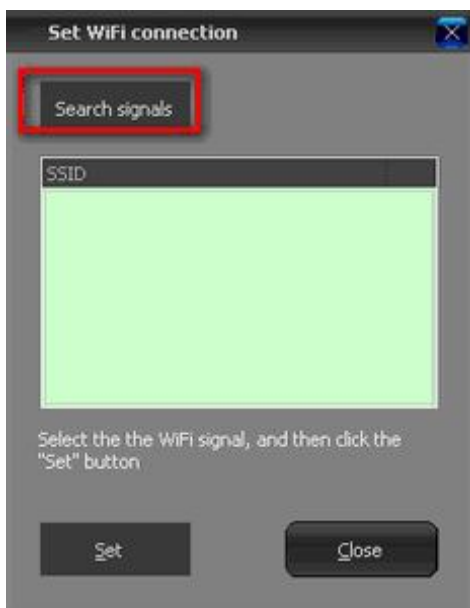 Set WiFi connection
Search signals
SSID
Select the the WiFi signal, and then click the
"Set" button
Set
Close